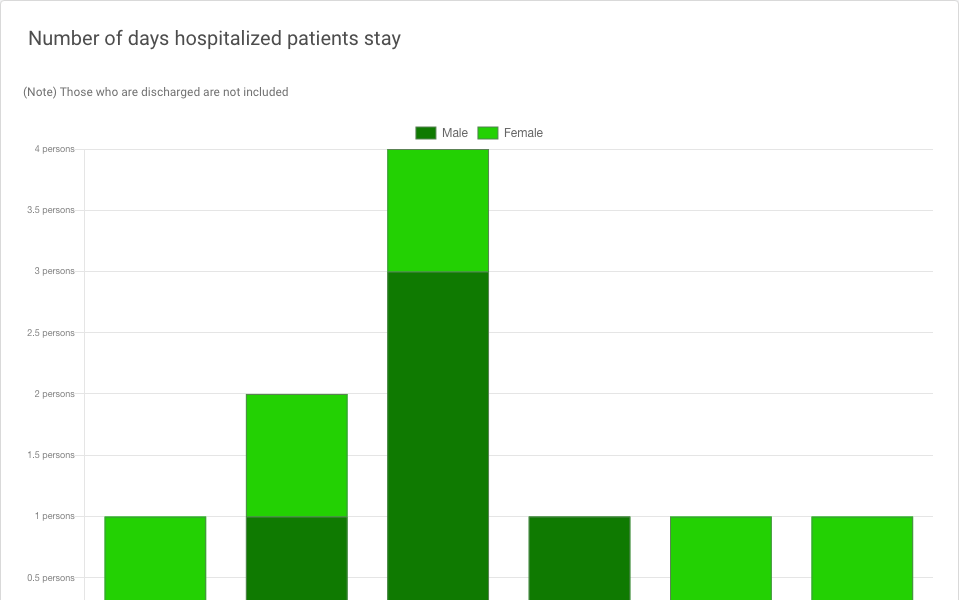 Number of days hospitalized patients stay
(Note) Those who are discharged are not included
Male Female
4 persons
3.5 persons
3 persons
2.5 persons
2 persons
1.5 persons
1 persons
0.5 persons